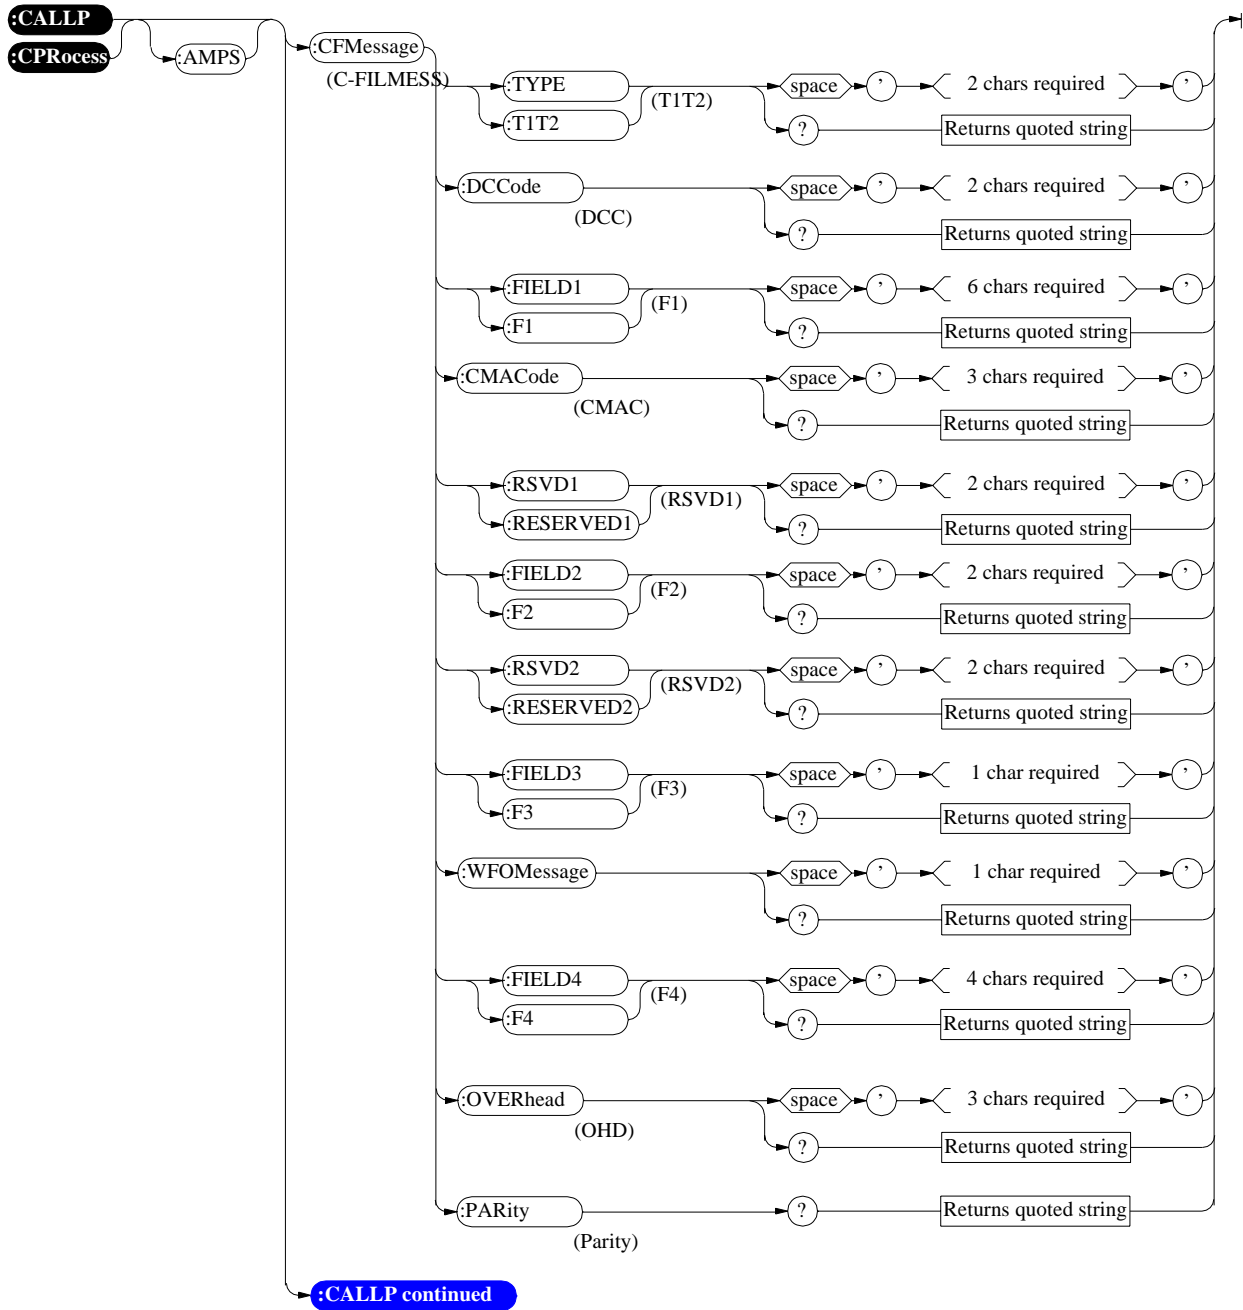 :CALLP
:CPRocess
:AMPS
:CFMessage
(C-FILMESS)
:TYPE
:T1T2
(T1T2)
space ’ 2 chars required ’
? Returns quoted string
:DCCode
(DCC)
space ’ 2 chars required ’
? Returns quoted string
:FIELD1
:F1
(F1)
space ’ 6 chars required ’
? Returns quoted string
:CMACode
(CMAC)
space ’ 3 chars required ’
? Returns quoted string
:RSVD1
:RESERVED1
(RSVD1)
space ’ 2 chars required ’
? Returns quoted string
:FIELD2
:F2
(F2)
space ’ 2 chars required ’
? Returns quoted string
:RSVD2
:RESERVED2
(RSVD2)
space ’ 2 chars required ’
? Returns quoted string
:FIELD3
:F3
(F3)
space ’ 1 char required ’
? Returns quoted string
:WFOMessage
space ’ 1 char required ’
? Returns quoted string
:FIELD4
:F4
(F4)
space ’ 4 chars required ’
? Returns quoted string
:OVERhead
(OHD)
space ’ 3 chars required ’
? Returns quoted string
:PARity
(Parity)
? Returns quoted string
:CALLP continued